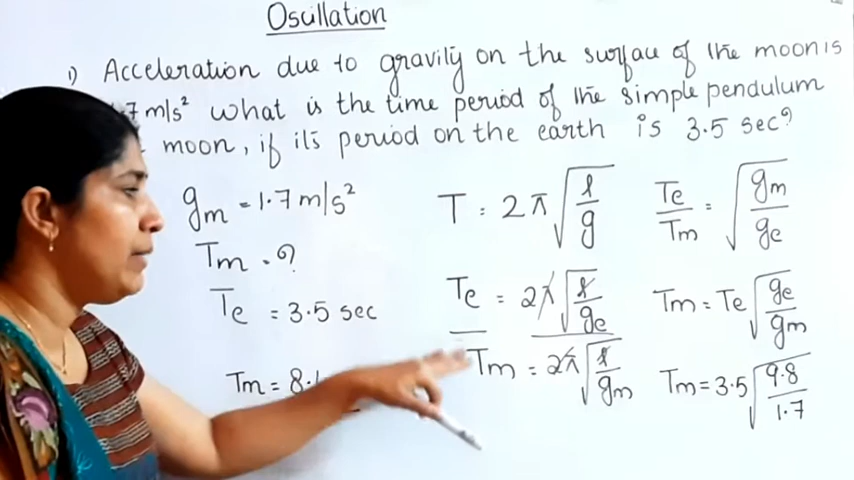 Oscillation
1) Acceleration due to gravity on the surface of the moon is
.7 m/s² what is the time period of the simple pendulum
moon, if its period on the earth is 3.5 sec?
gm = 1.7 m/s²
Tm = ?
Te = 3.5 sec
Tm = 8.
T = 2π√(l/g)
Te = 2π√(l/ge)
Tm = 2π√(l/gm)
Te/Tm = √(gm/ge)
Tm = Te√(ge/gm)
Tm = 3.5√(9.8/1.7)